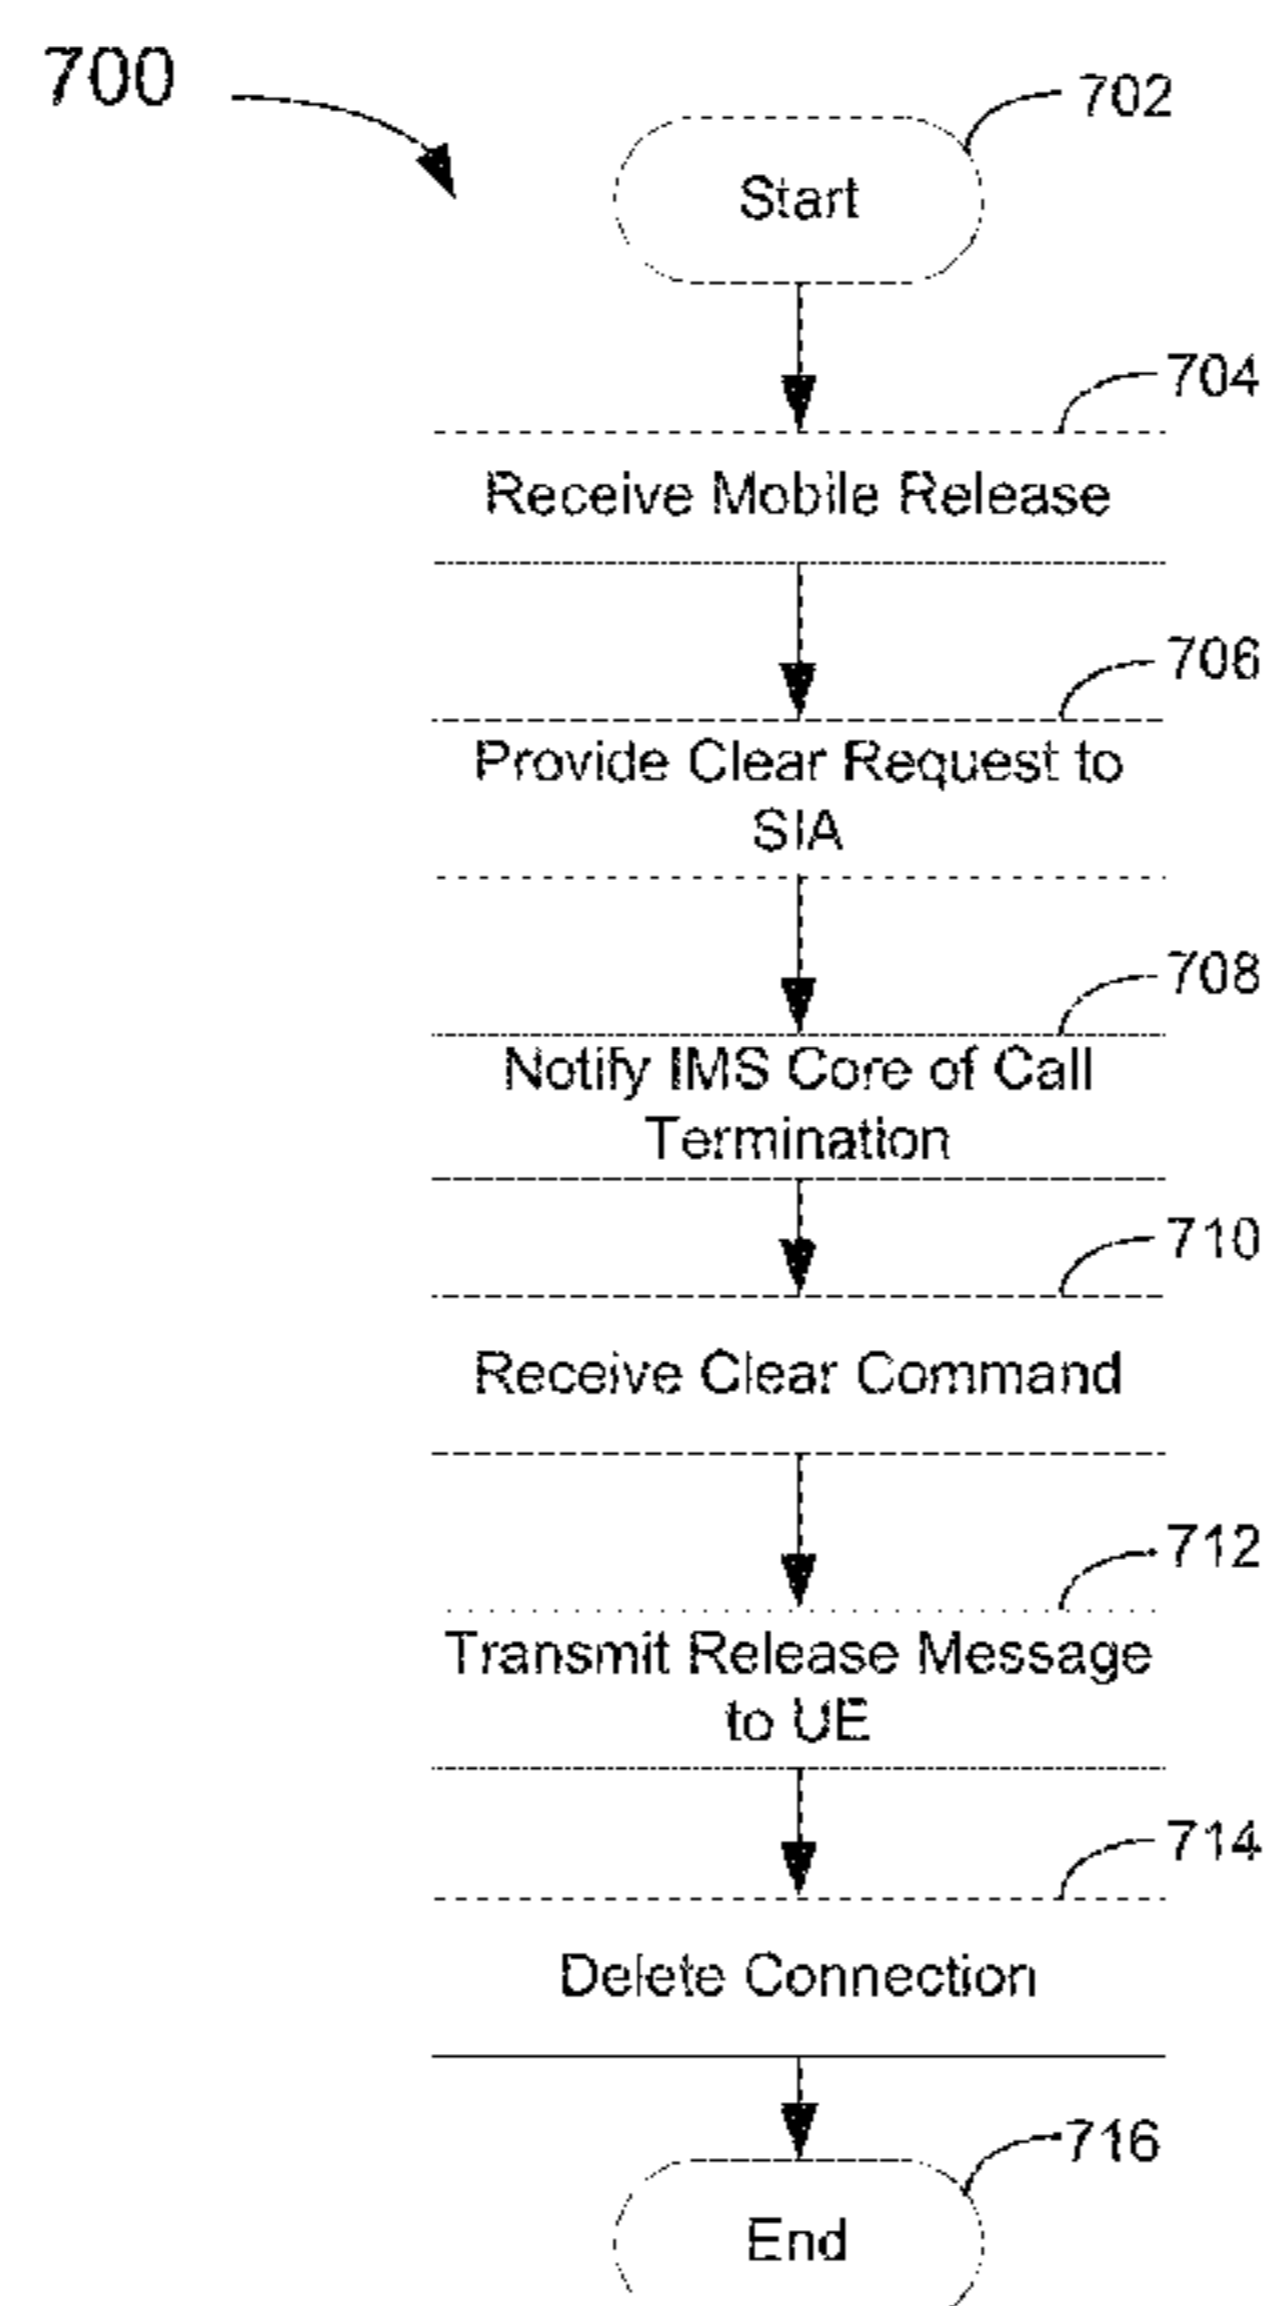 700
702
Start
704
Receive Mobile Release
706
Provide Clear Request to
SIA
708
Notify IMS Core of Call
Termination
710
Receive Clear Command
712
Transmit Release Message
to UE
714
Delete Connection
716
End